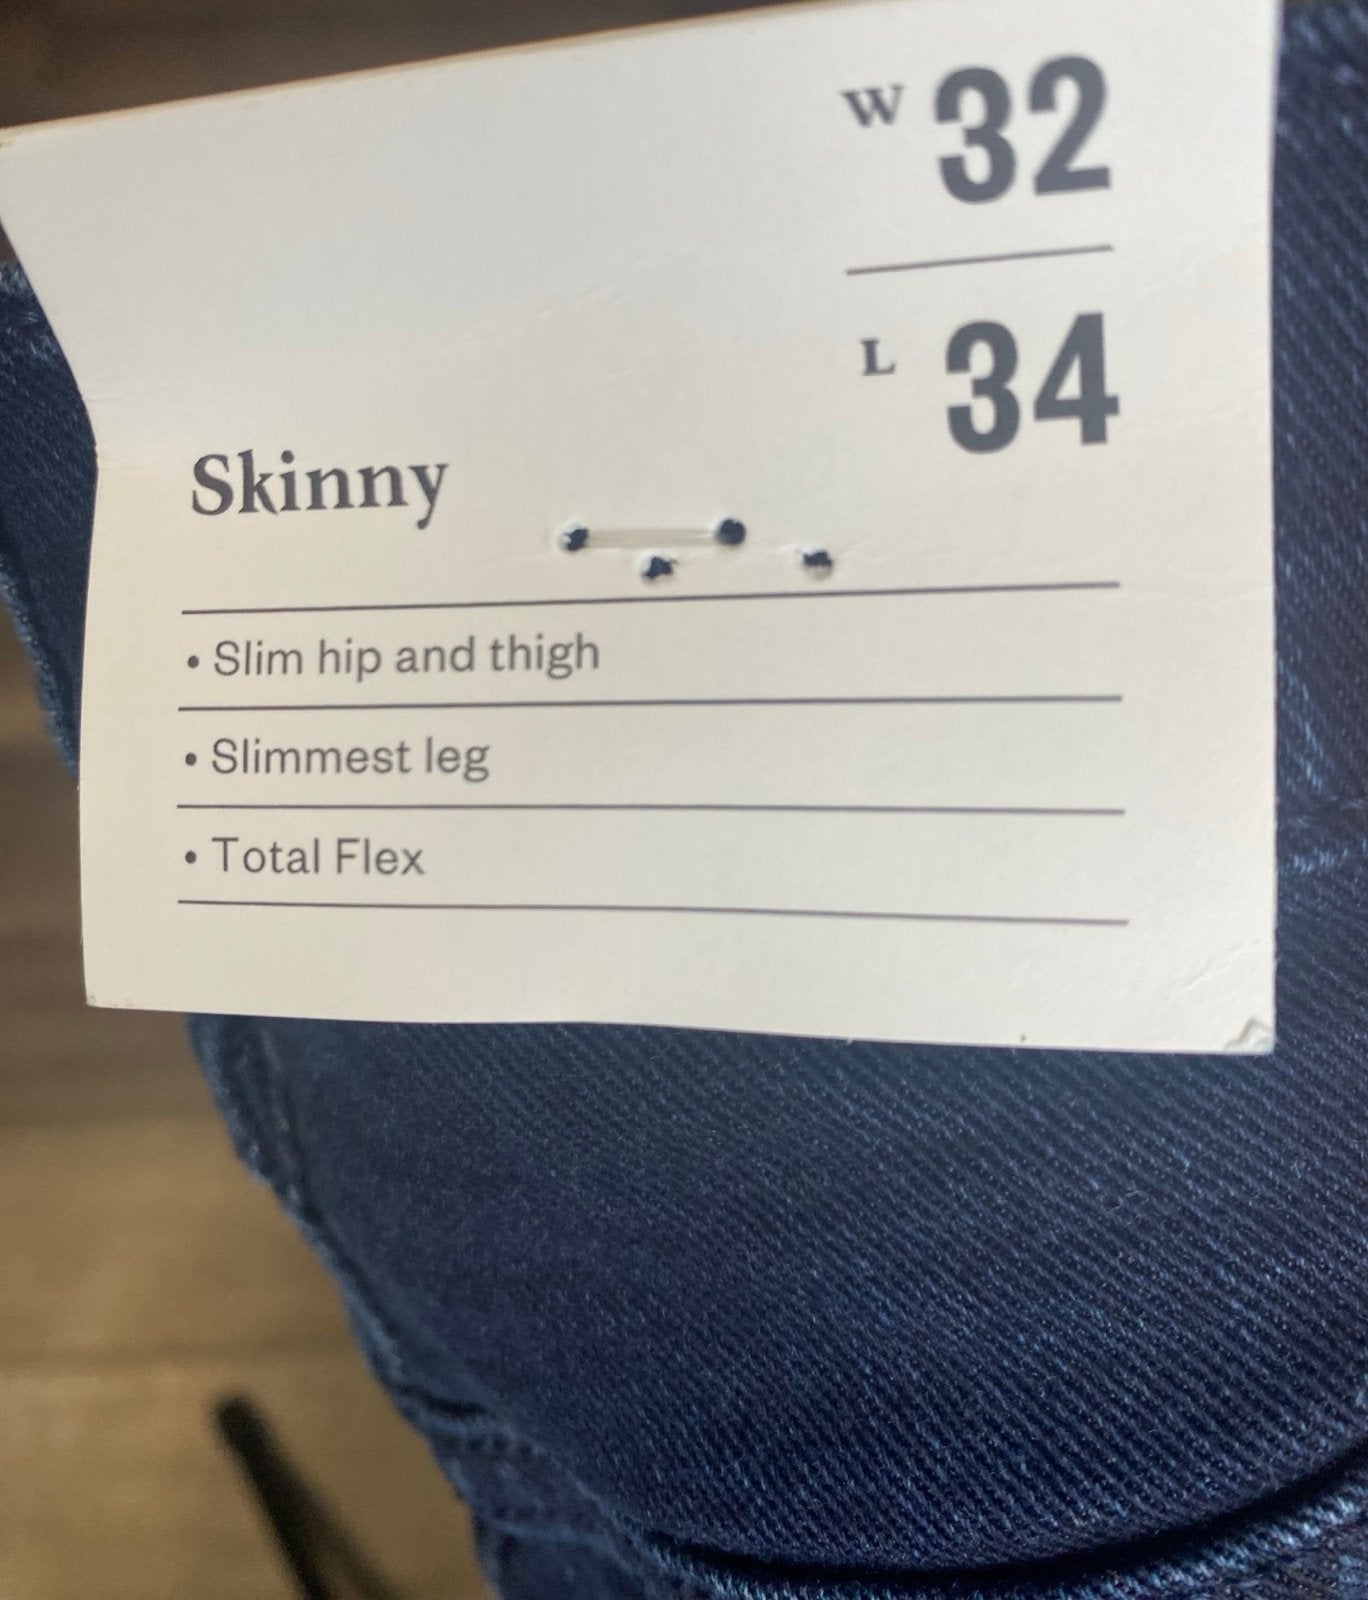 W 32
L 34
Skinny
• Slim hip and thigh
• Slimmest leg
• Total Flex